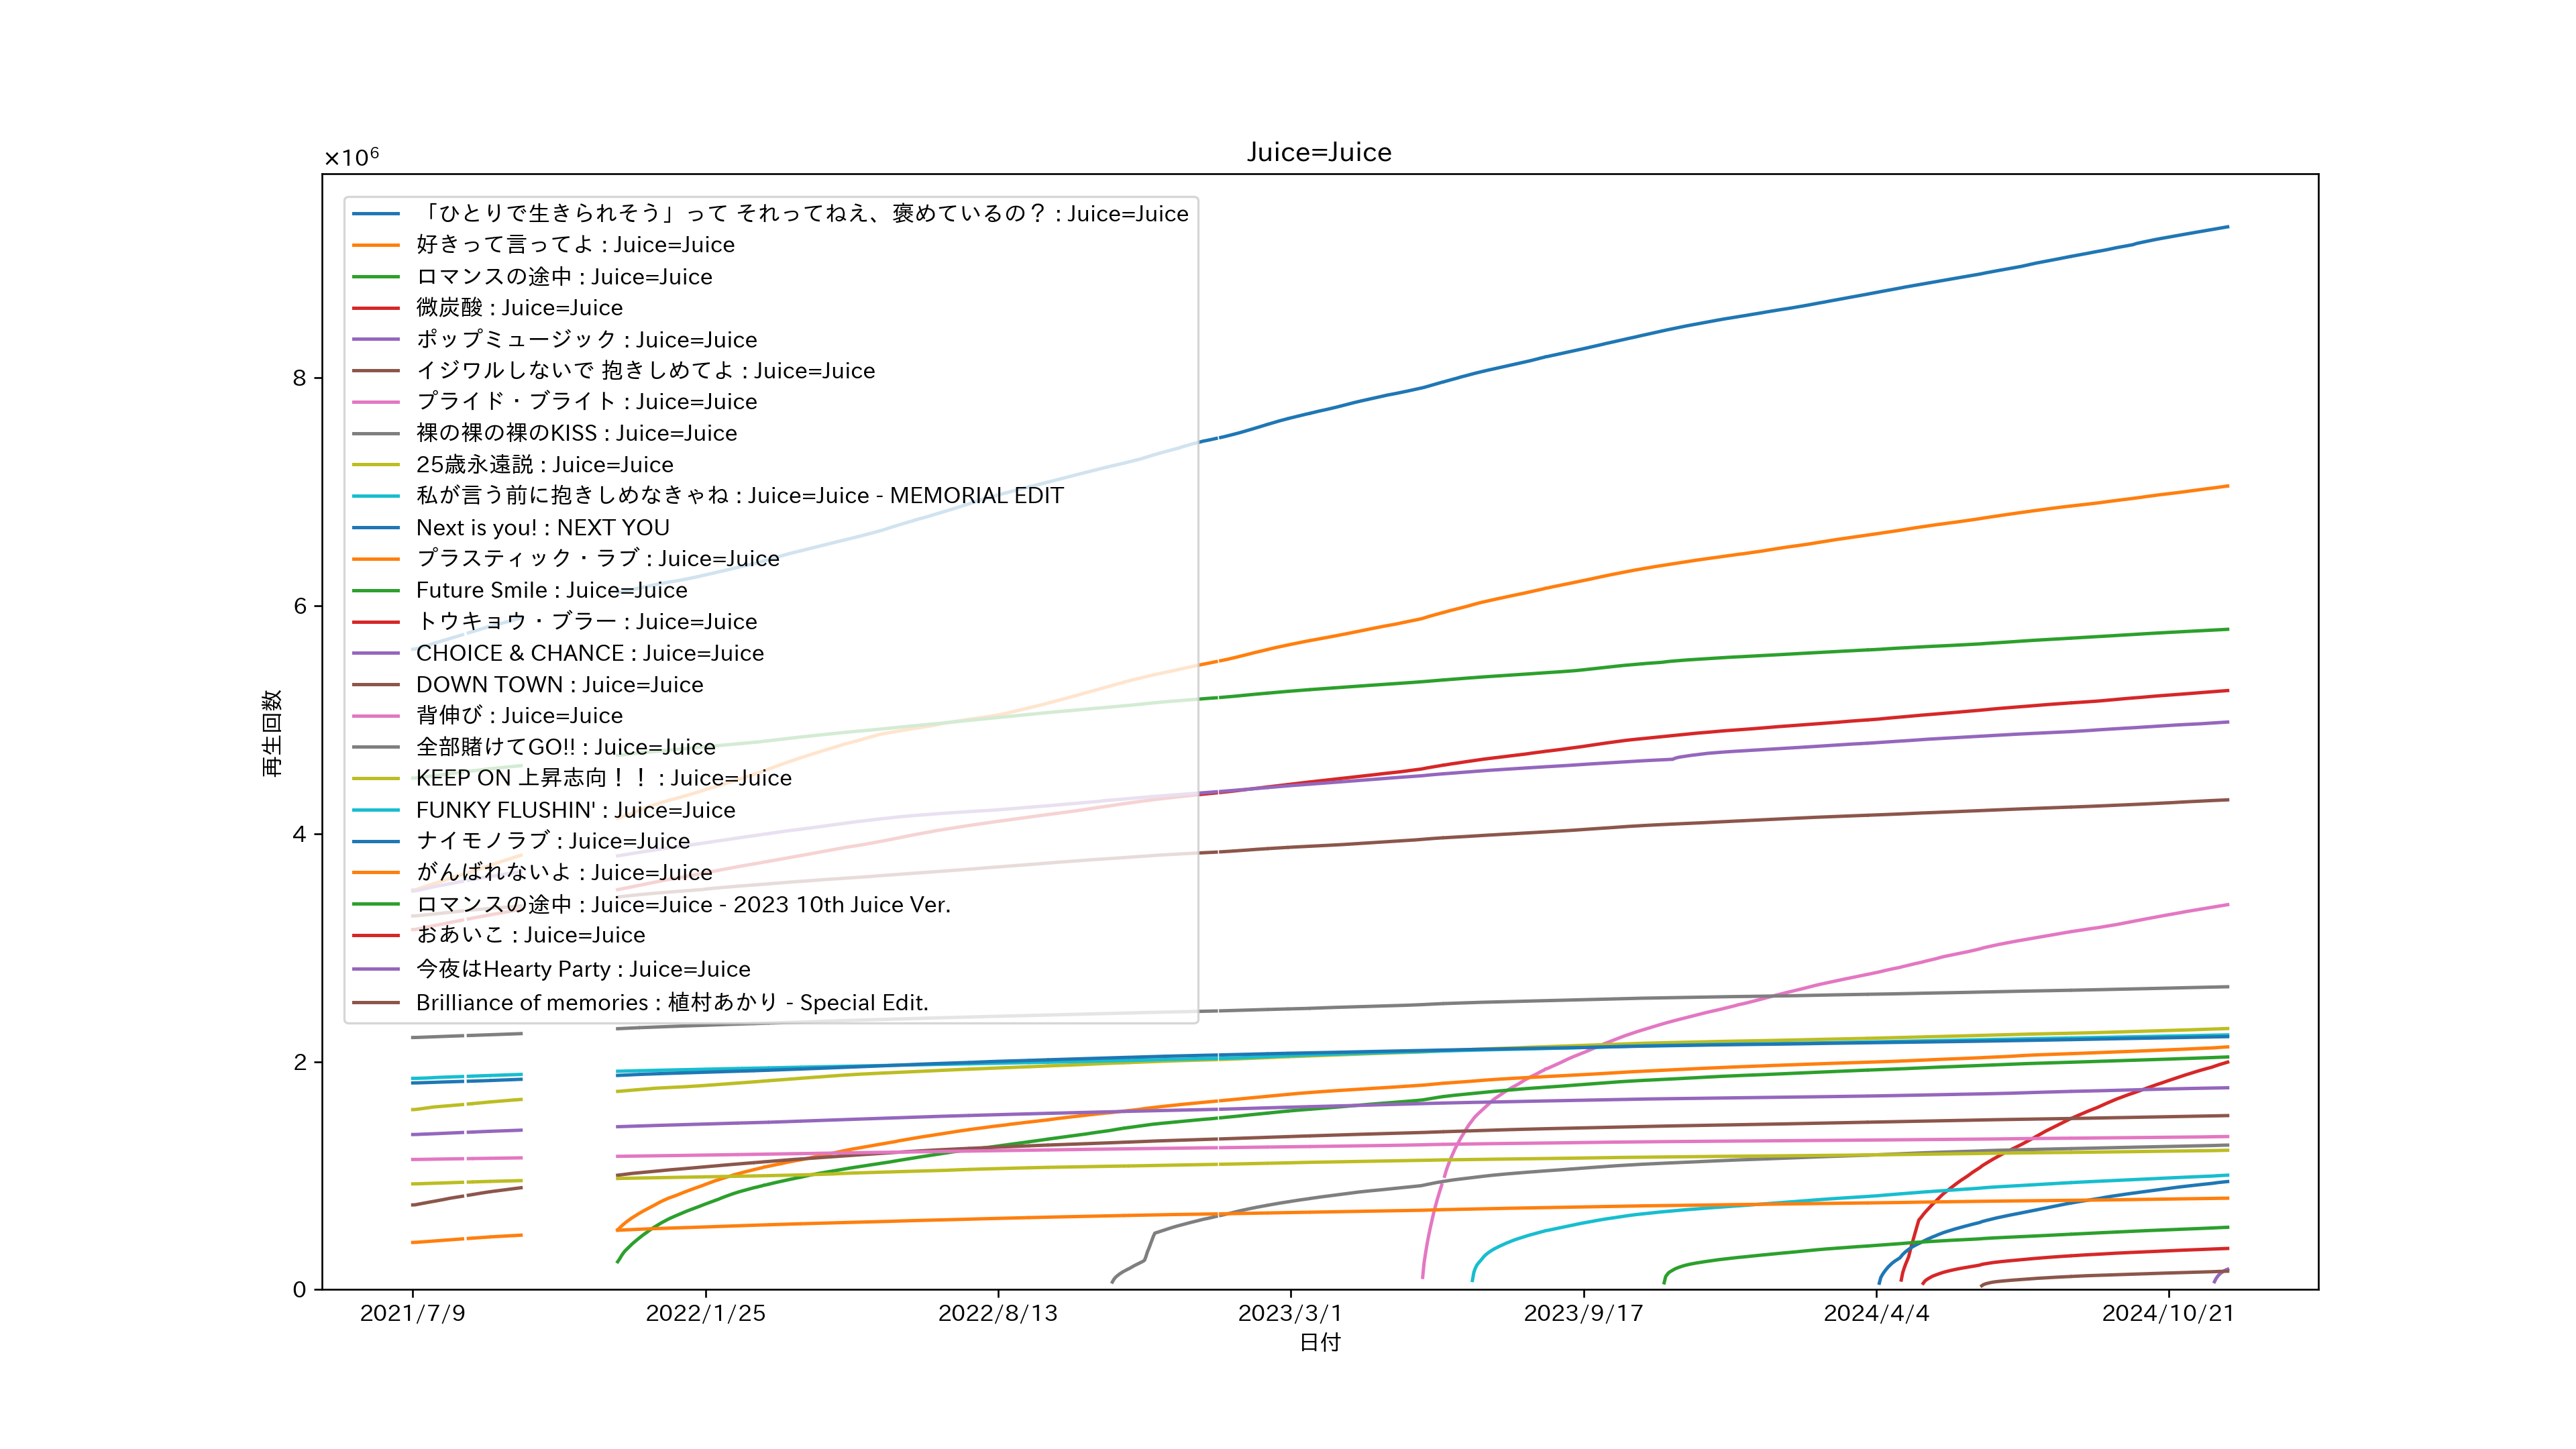 Juice=Juice
×10⁶
「ひとりで生きられそう」って それってねえ、褒めているの？ : Juice=Juice
好きって言ってよ : Juice=Juice
ロマンスの途中 : Juice=Juice
微炭酸 : Juice=Juice
ポップミュージック : Juice=Juice
イジワルしないで 抱きしめてよ : Juice=Juice
プライド・ブライト : Juice=Juice
裸の裸の裸のKISS : Juice=Juice
25歳永遠説 : Juice=Juice
私が言う前に抱きしめなきゃね : Juice=Juice - MEMORIAL EDIT
Next is you! : NEXT YOU
プラスティック・ラブ : Juice=Juice
Future Smile : Juice=Juice
トウキョウ・ブラー : Juice=Juice
CHOICE & CHANCE : Juice=Juice
DOWN TOWN : Juice=Juice
背伸び : Juice=Juice
全部賭けてGO!! : Juice=Juice
KEEP ON 上昇志向！！ : Juice=Juice
FUNKY FLUSHIN' : Juice=Juice
ナイモノラブ : Juice=Juice
がんばれないよ : Juice=Juice
ロマンスの途中 : Juice=Juice - 2023 10th Juice Ver.
おあいこ : Juice=Juice
今夜はHearty Party : Juice=Juice
Brilliance of memories : 植村あかり - Special Edit.
8
6
4
2
0
再生回数
2021/7/9 2022/1/25 2022/8/13 2023/3/1 2023/9/17 2024/4/4 2024/10/21
日付